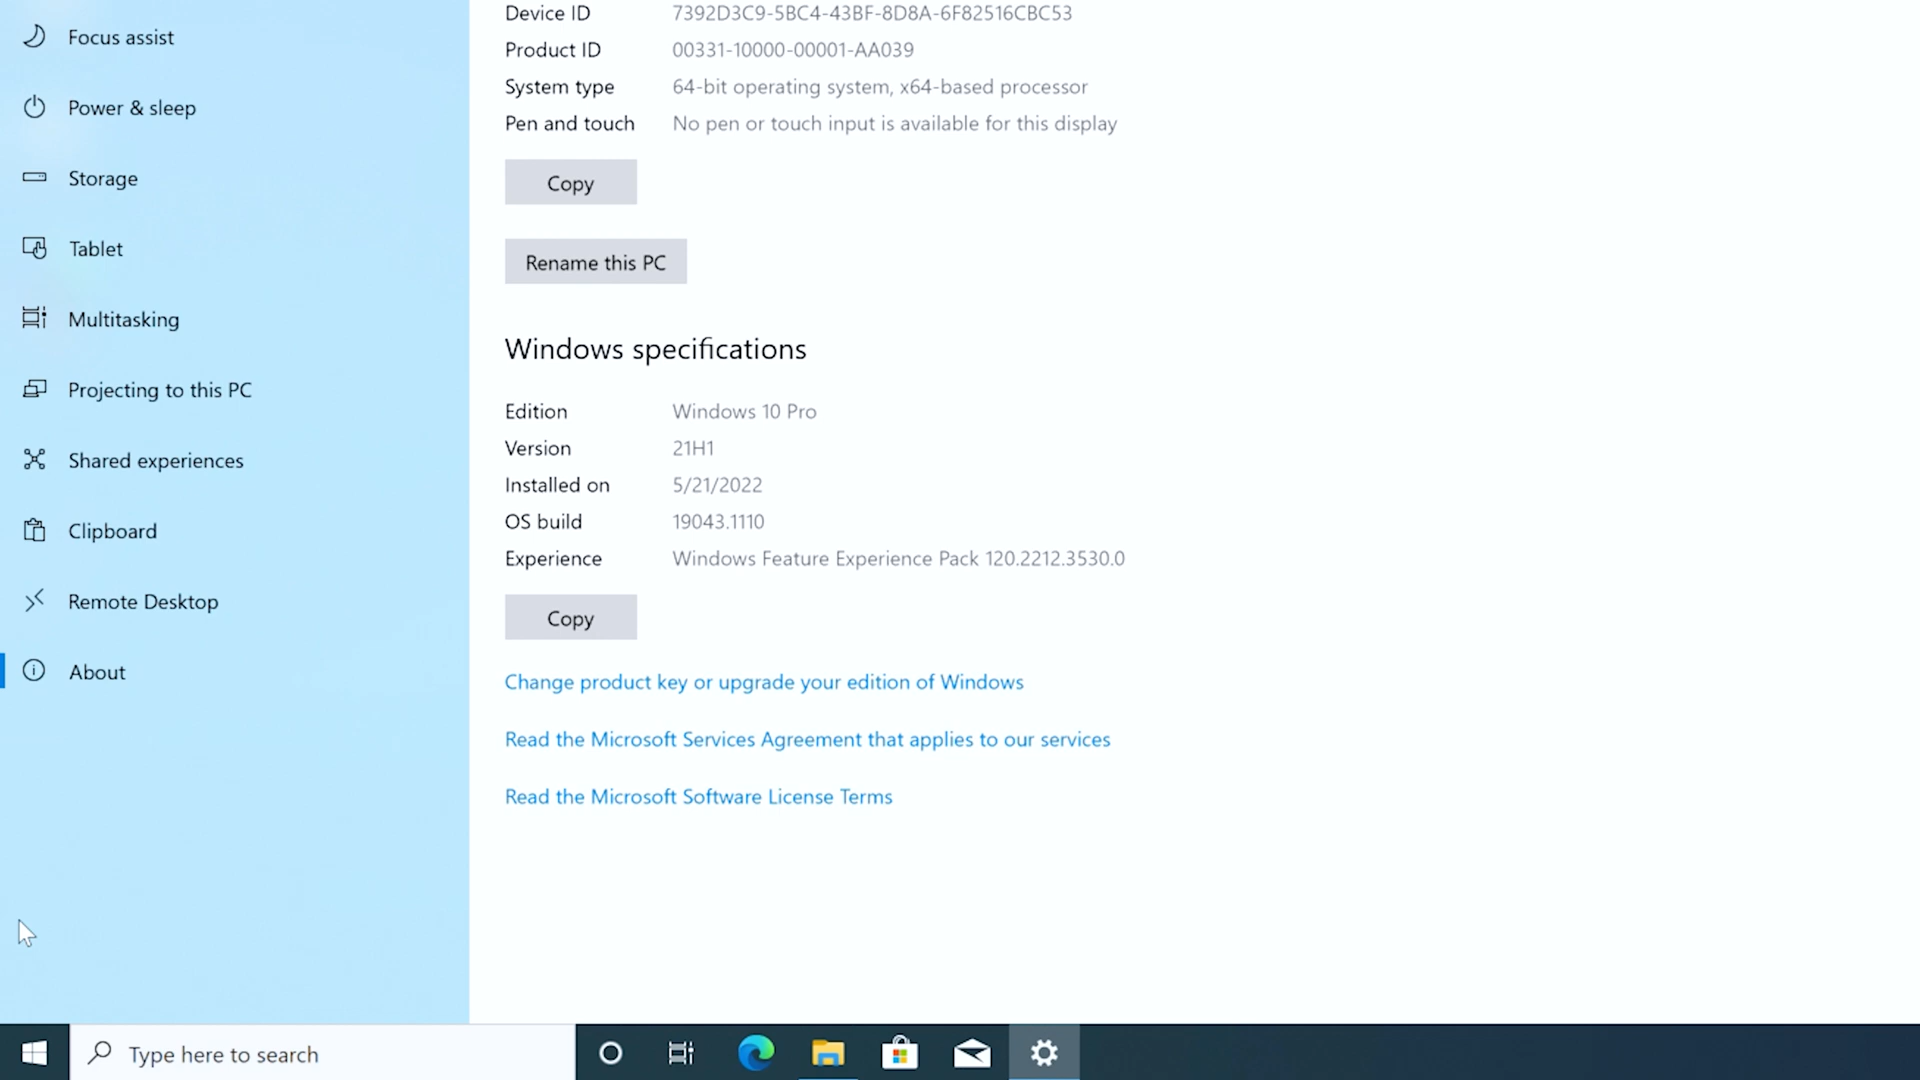 Focus assist
Power & sleep
Storage
Tablet
Multitasking
Projecting to this PC
Shared experiences
Clipboard
Remote Desktop
About
Device ID 7392D3C9-5BC4-43BF-8D8A-6F82516CBC53
Product ID 00331-10000-00001-AA039
System type 64-bit operating system, x64-based processor
Pen and touch No pen or touch input is available for this display
Copy
Rename this PC
Windows specifications
Edition Windows 10 Pro
Version 21H1
Installed on 5/21/2022
OS build 19043.1110
Experience Windows Feature Experience Pack 120.2212.3530.0
Copy
Change product key or upgrade your edition of Windows
Read the Microsoft Services Agreement that applies to our services
Read the Microsoft Software License Terms
Type here to search